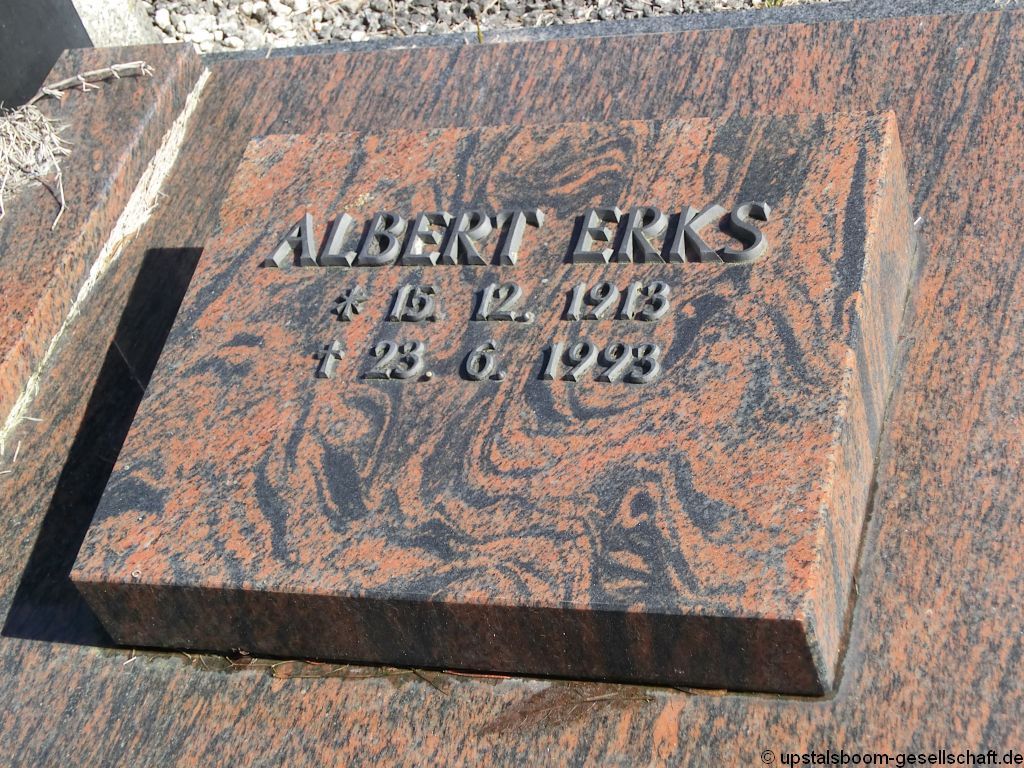 ALBERT ERKS
* 15. 12. 1913
† 23. 6. 1993
© upstalsboom-gesellschaft.de